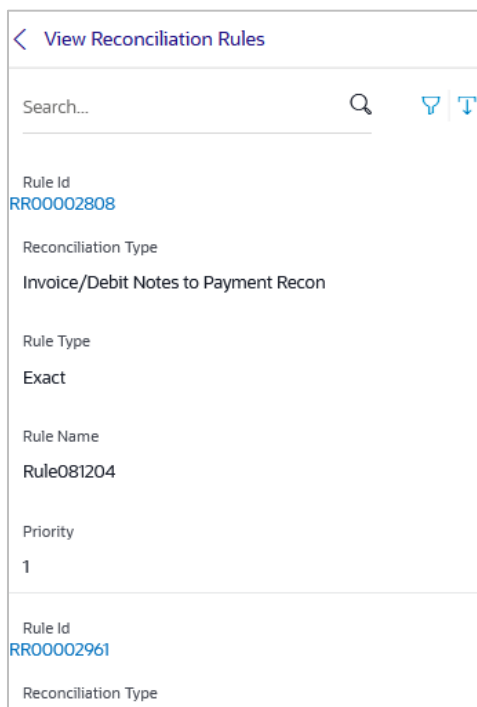 View Reconciliation Rules
Search...
Rule Id
RR00002808
Reconciliation Type
Invoice/Debit Notes to Payment Recon
Rule Type
Exact
Rule Name
Rule081204
Priority
1
Rule Id
RR00002961
Reconciliation Type